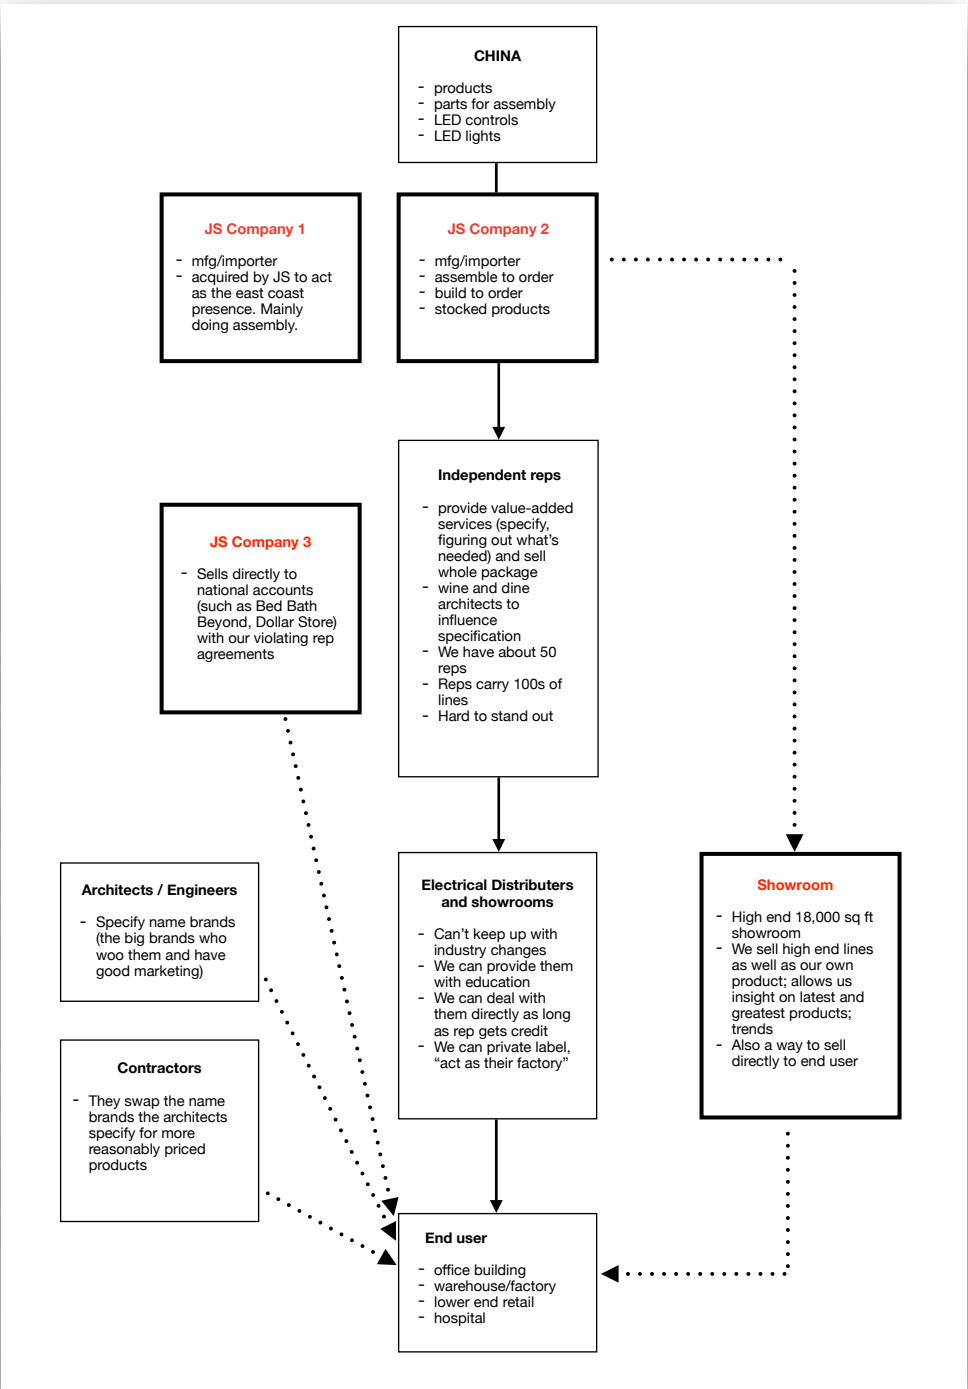 CHINA
- products
- parts for assembly
- LED controls
- LED lights
JS Company 1
- mfg/importer
- acquired by JS to act
as the east coast
presence. Mainly
doing assembly.
JS Company 2
- mfg/importer
- assemble to order
- build to order
- stocked products
Independent reps
- provide value-added
services (specify,
figuring out what's
needed) and sell
whole package
- wine and dine
architects to
influence
specification
- We have about 50
reps
- Reps carry 100s of
lines
- Hard to stand out
JS Company 3
- Sells directly to
national accounts
(such as Bed Bath
Beyond, Dollar Store)
with our violating rep
agreements
Architects / Engineers
- Specify name brands
(the big brands who
woo them and have
good marketing)
Electrical Distributers
and showrooms
- Can't keep up with
industry changes
- We can provide them
with education
- We can deal with
them directly as long
as rep gets credit
- We can private label,
“act as their factory”
Showroom
- High end 18,000 sq ft
showroom
- We sell high end lines
as well as our own
product; allows us
insight on latest and
greatest products;
trends
- Also a way to sell
directly to end user
Contractors
- They swap the name
brands the architects
specify for more
reasonably priced
products
End user
- office building
- warehouse/factory
- lower end retail
- hospital